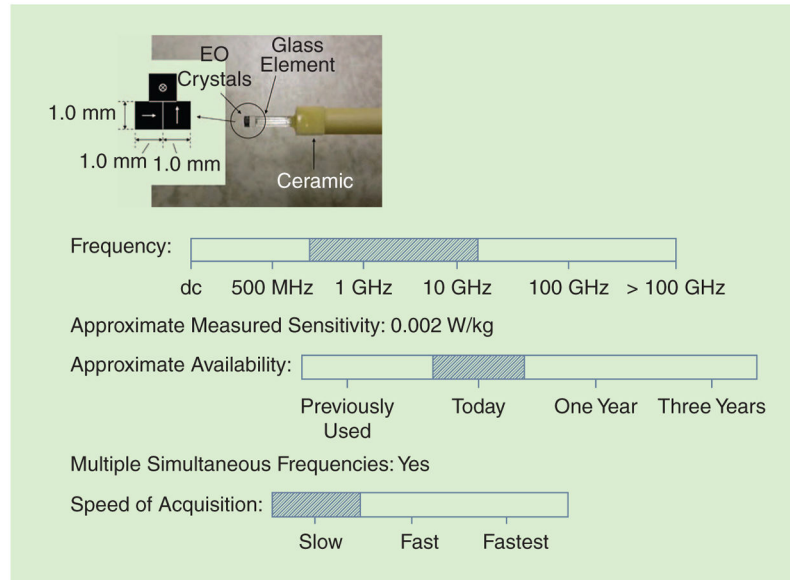 EO
Crystals
Glass
Element
1.0 mm
1.0 mm
1.0 mm
Ceramic
Frequency:
dc 500 MHz 1 GHz 10 GHz 100 GHz > 100 GHz
Approximate Measured Sensitivity: 0.002 W/kg
Approximate Availability:
Previously Used Today One Year Three Years
Multiple Simultaneous Frequencies: Yes
Speed of Acquisition:
Slow Fast Fastest